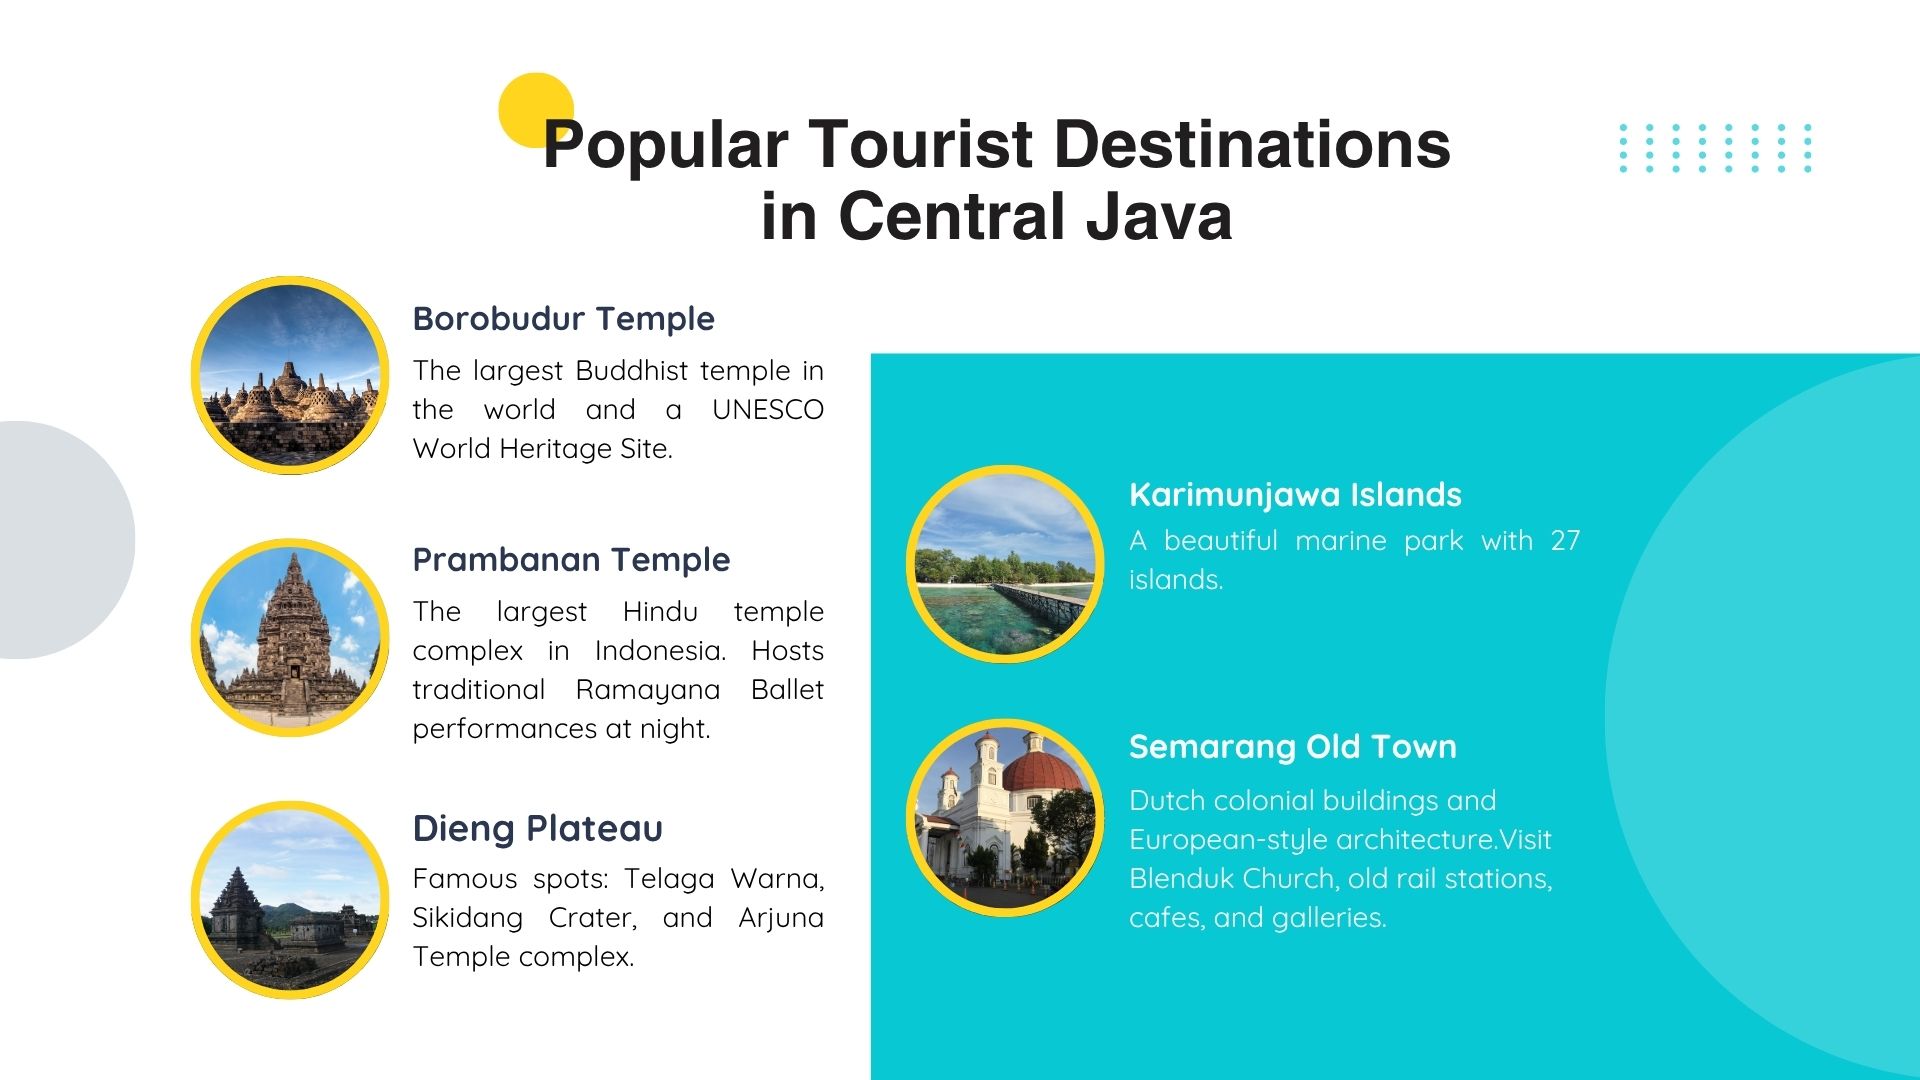 Popular Tourist Destinations
in Central Java
Borobudur Temple
The largest Buddhist temple in
the world and a UNESCO
World Heritage Site.
Prambanan Temple
The largest Hindu temple
complex in Indonesia. Hosts
traditional Ramayana Ballet
performances at night.
Dieng Plateau
Famous spots: Telaga Warna,
Sikidang Crater, and Arjuna
Temple complex.
Karimunjawa Islands
A beautiful marine park with 27
islands.
Semarang Old Town
Dutch colonial buildings and
European-style architecture.Visit
Blenduk Church, old rail stations,
cafes, and galleries.